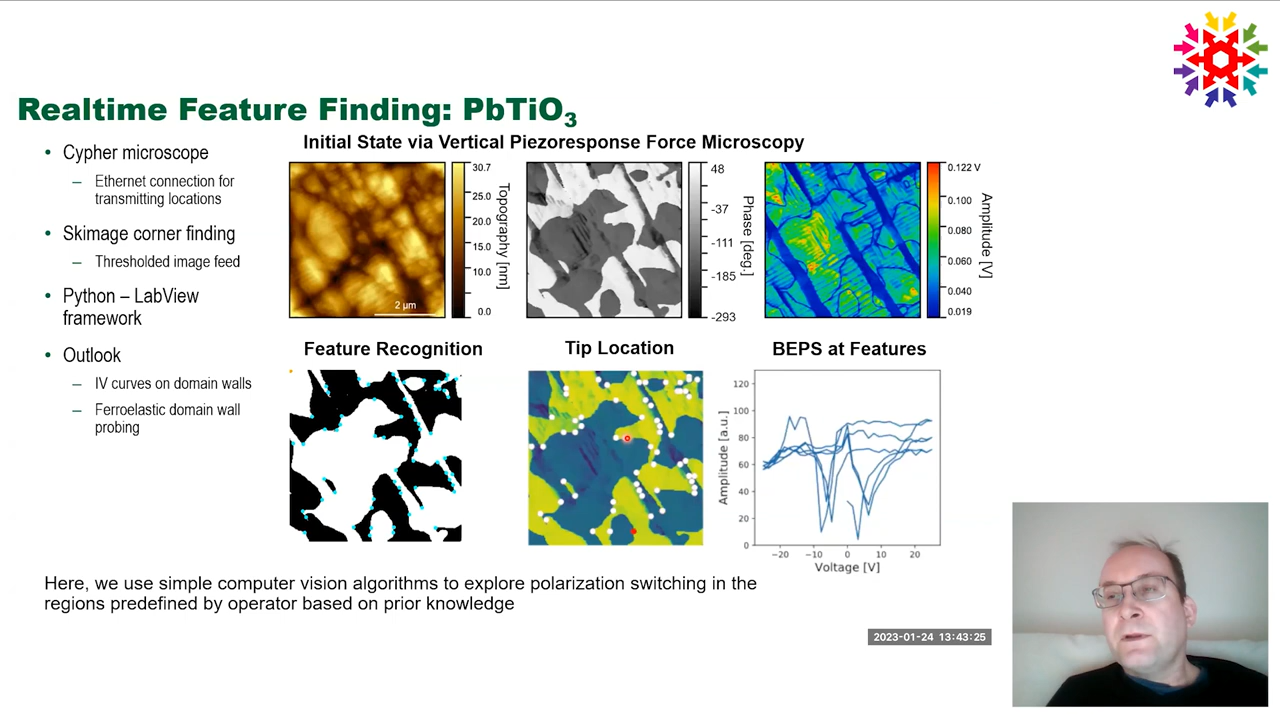 Realtime Feature Finding: PbTiO3
• Cypher microscope
– Ethernet connection for
transmitting locations
• Skimage corner finding
– Thresholded image feed
• Python – LabView
framework
• Outlook
– IV curves on domain walls
– Ferroelastic domain wall
probing
Initial State via Vertical Piezoresponse Force Microscopy
2 µm
30.7
25.0
20.0
15.0
10.0
0.0
Topography [nm]
48
-37
-111
-185
-293
Phase [deg.]
0.122 V
0.100
0.080
0.060
0.040
0.019
Amplitude [V]
Feature Recognition
Tip Location
BEPS at Features
120
100
80
60
40
20
0
Amplitude [a.u.]
−20 −10 0 10 20
Voltage [V]
Here, we use simple computer vision algorithms to explore polarization switching in the
regions predefined by operator based on prior knowledge
2023-01-24 13:43:25